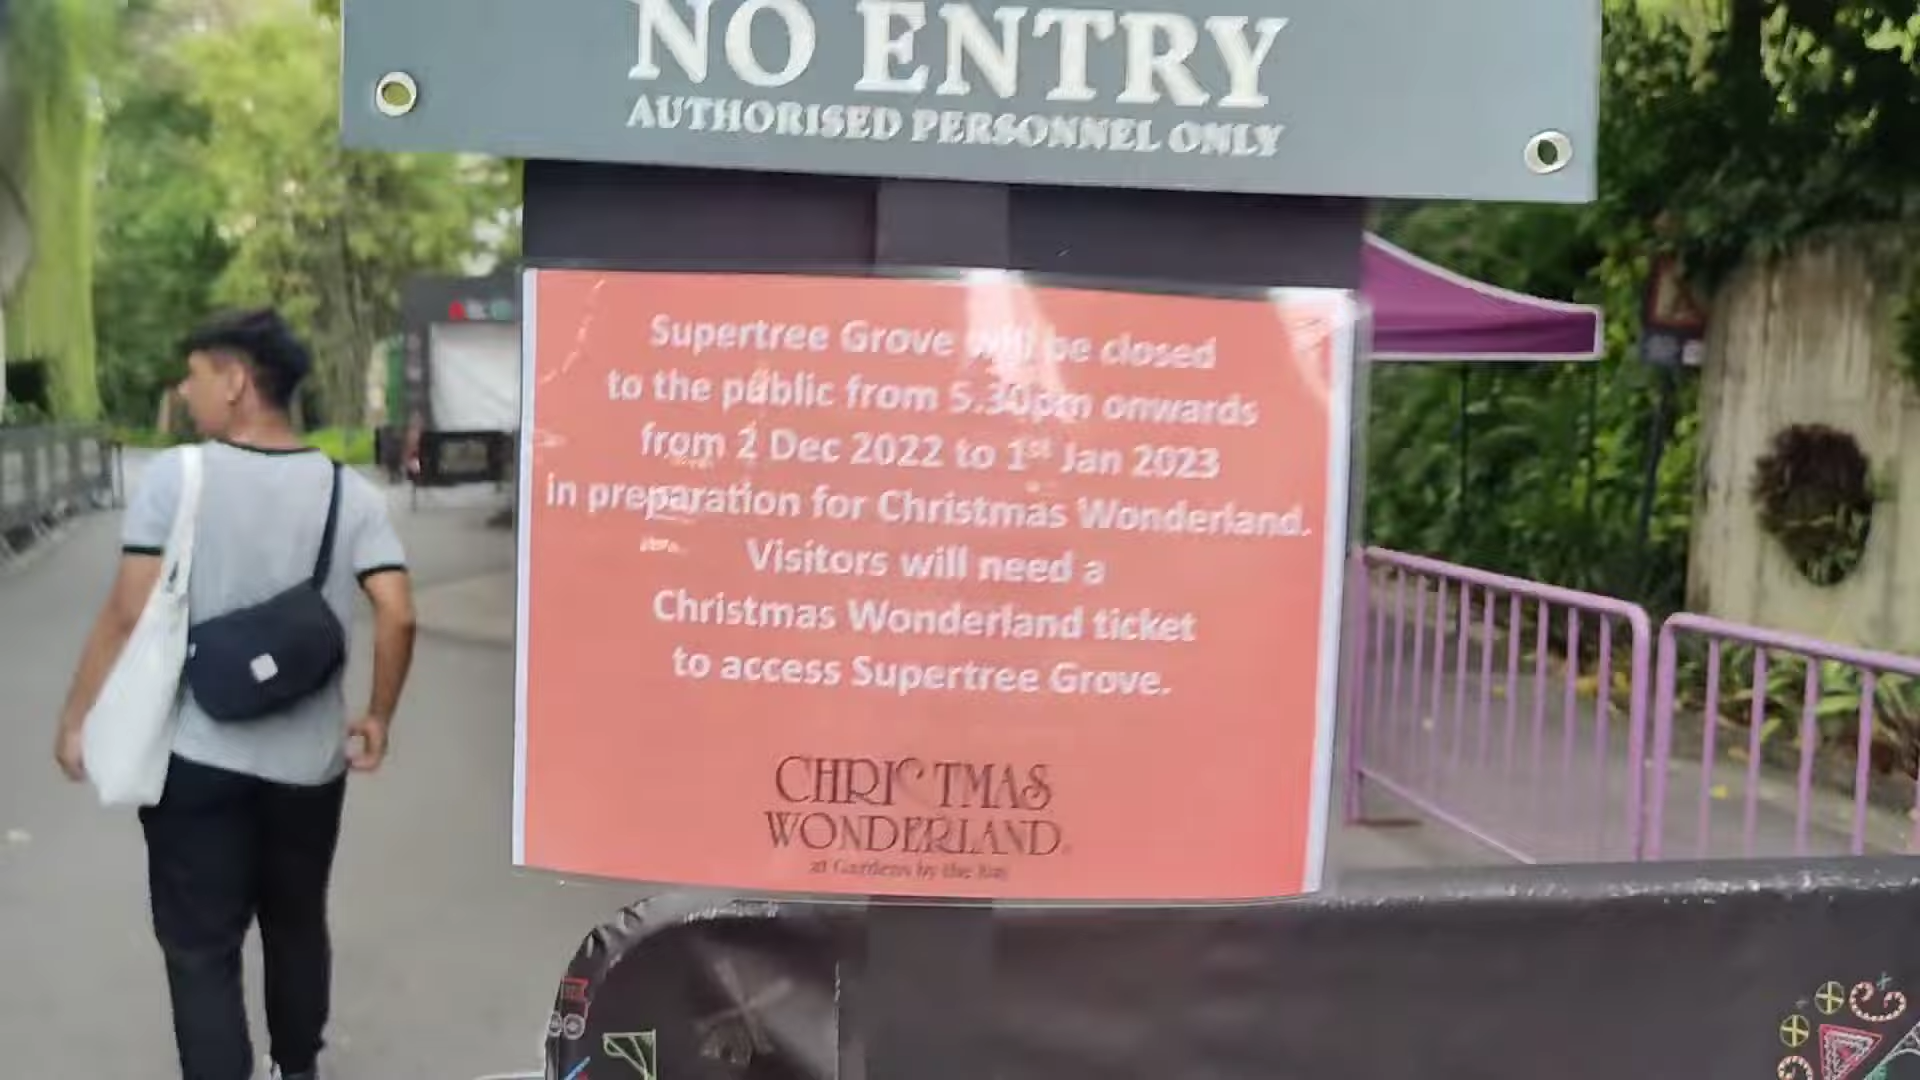 NO ENTRY
AUTHORISED PERSONNEL ONLY
Supertree Grove will be closed
to the public from 5.30pm onwards
from 2 Dec 2022 to 1st Jan 2023
in preparation for Christmas Wonderland.
Visitors will need a
Christmas Wonderland ticket
to access Supertree Grove.
CHRISTMAS
WONDERLAND
at Gardens by the Bay